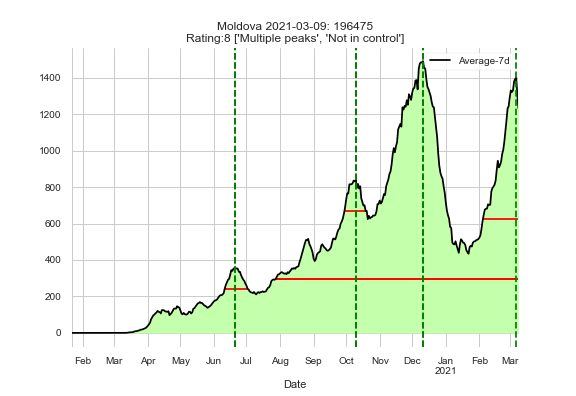 Moldova 2021-03-09: 196475
Rating:8 ['Multiple peaks', 'Not in control']
Average-7d
1400
1200
1000
800
600
400
200
0
Feb Mar Apr May Jun Jul Aug Sep Oct Nov Dec Jan Feb Mar
2021
Date